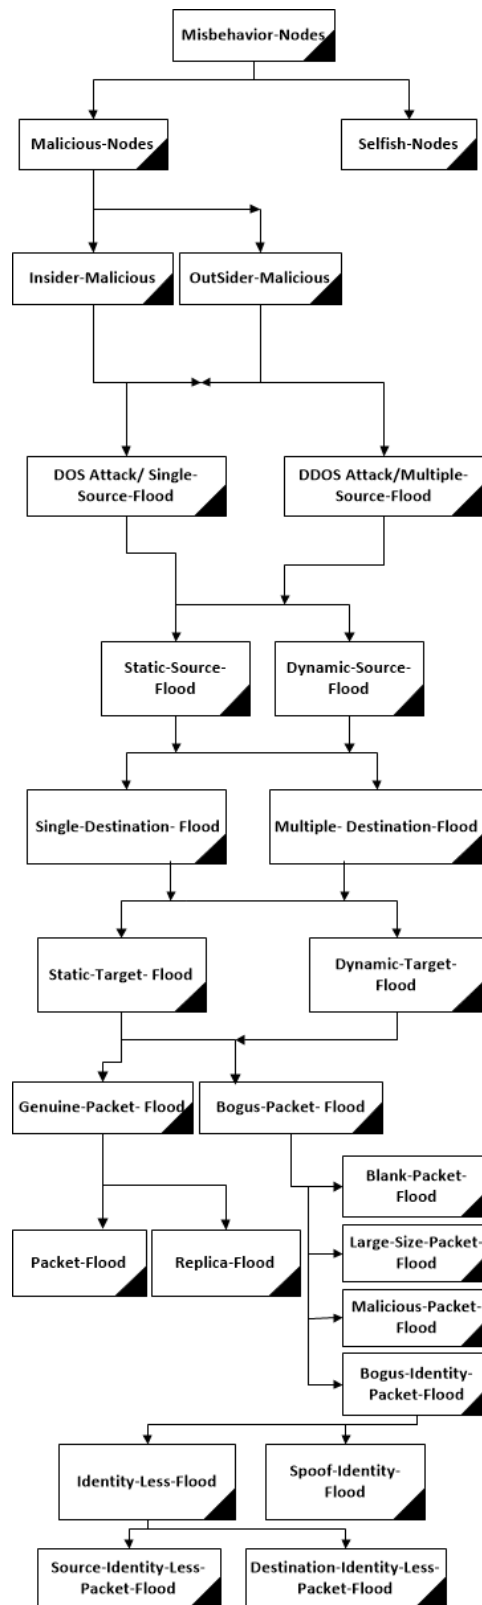 Misbehavior-Nodes
Malicious-Nodes
Selfish-Nodes
Insider-Malicious
OutSider-Malicious
DOS Attack/ Single-
Source-Flood
DDOS Attack/Multiple-
Source-Flood
Static-Source-
Flood
Dynamic-Source-
Flood
Single-Destination- Flood
Multiple- Destination-Flood
Static-Target- Flood
Dynamic-Target-
Flood
Genuine-Packet- Flood
Bogus-Packet- Flood
Blank-Packet-
Flood
Packet-Flood
Replica-Flood
Large-Size-Packet-
Flood
Malicious-Packet-
Flood
Bogus-Identity-
Packet-Flood
Identity-Less-Flood
Spoof-Identity-
Flood
Source-Identity-Less-
Packet-Flood
Destination-Identity-Less-
Packet-Flood